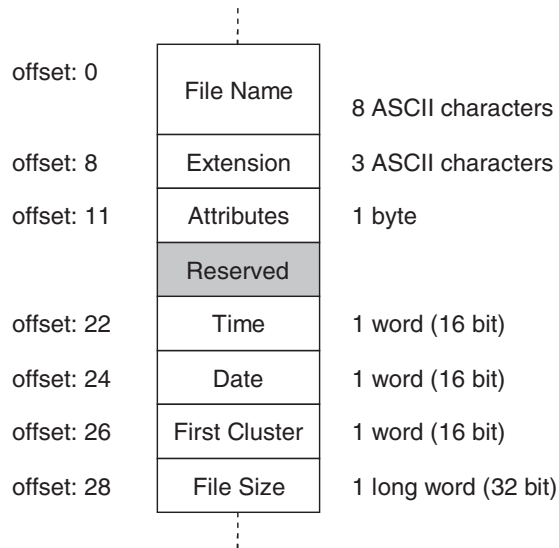 offset: 0
File Name
8 ASCII characters
offset: 8 Extension 3 ASCII characters
offset: 11 Attributes 1 byte
Reserved
offset: 22 Time 1 word (16 bit)
offset: 24 Date 1 word (16 bit)
offset: 26 First Cluster 1 word (16 bit)
offset: 28 File Size 1 long word (32 bit)